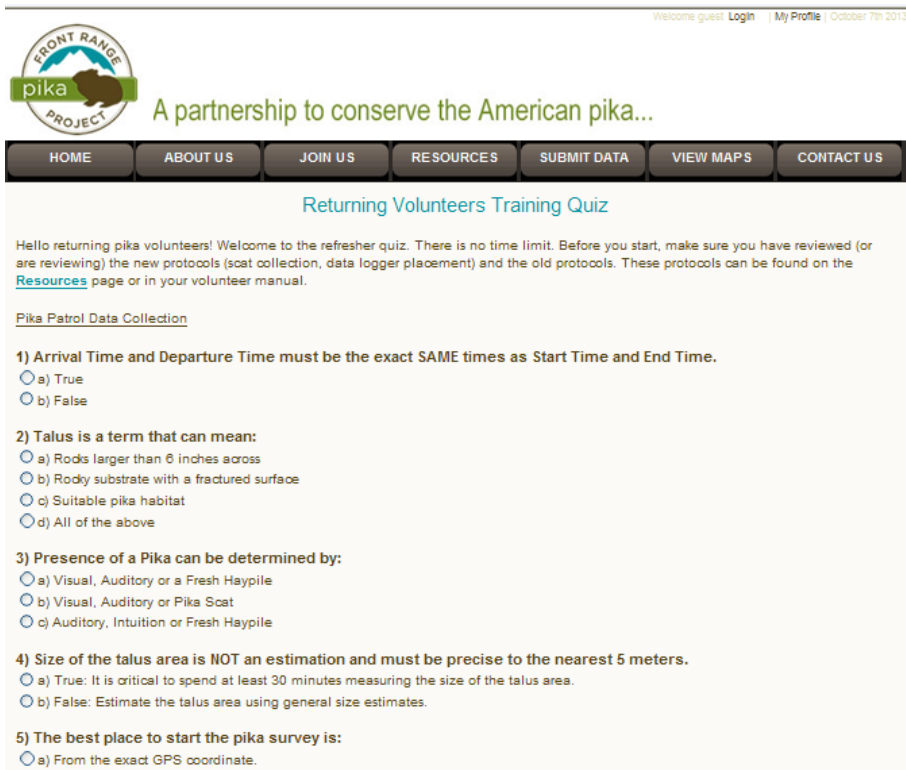 Welcome guest Login | My Profile | October 7th 2013
FRONT RANGE
pika
PROJECT
A partnership to conserve the American pika...
HOME ABOUT US JOIN US RESOURCES SUBMIT DATA VIEW MAPS CONTACT US
Returning Volunteers Training Quiz
Hello returning pika volunteers! Welcome to the refresher quiz. There is no time limit. Before you start, make sure you have reviewed (or
are reviewing) the new protocols (scat collection, data logger placement) and the old protocols. These protocols can be found on the
Resources page or in your volunteer manual.
Pika Patrol Data Collection
1) Arrival Time and Departure Time must be the exact SAME times as Start Time and End Time.
a) True
b) False
2) Talus is a term that can mean:
a) Rocks larger than 6 inches across
b) Rocky substrate with a fractured surface
c) Suitable pika habitat
d) All of the above
3) Presence of a Pika can be determined by:
a) Visual, Auditory or a Fresh Haypile
b) Visual, Auditory or Pika Scat
c) Auditory, Intuition or Fresh Haypile
4) Size of the talus area is NOT an estimation and must be precise to the nearest 5 meters.
a) True: It is critical to spend at least 30 minutes measuring the size of the talus area.
b) False: Estimate the talus area using general size estimates.
5) The best place to start the pika survey is:
a) From the exact GPS coordinate.